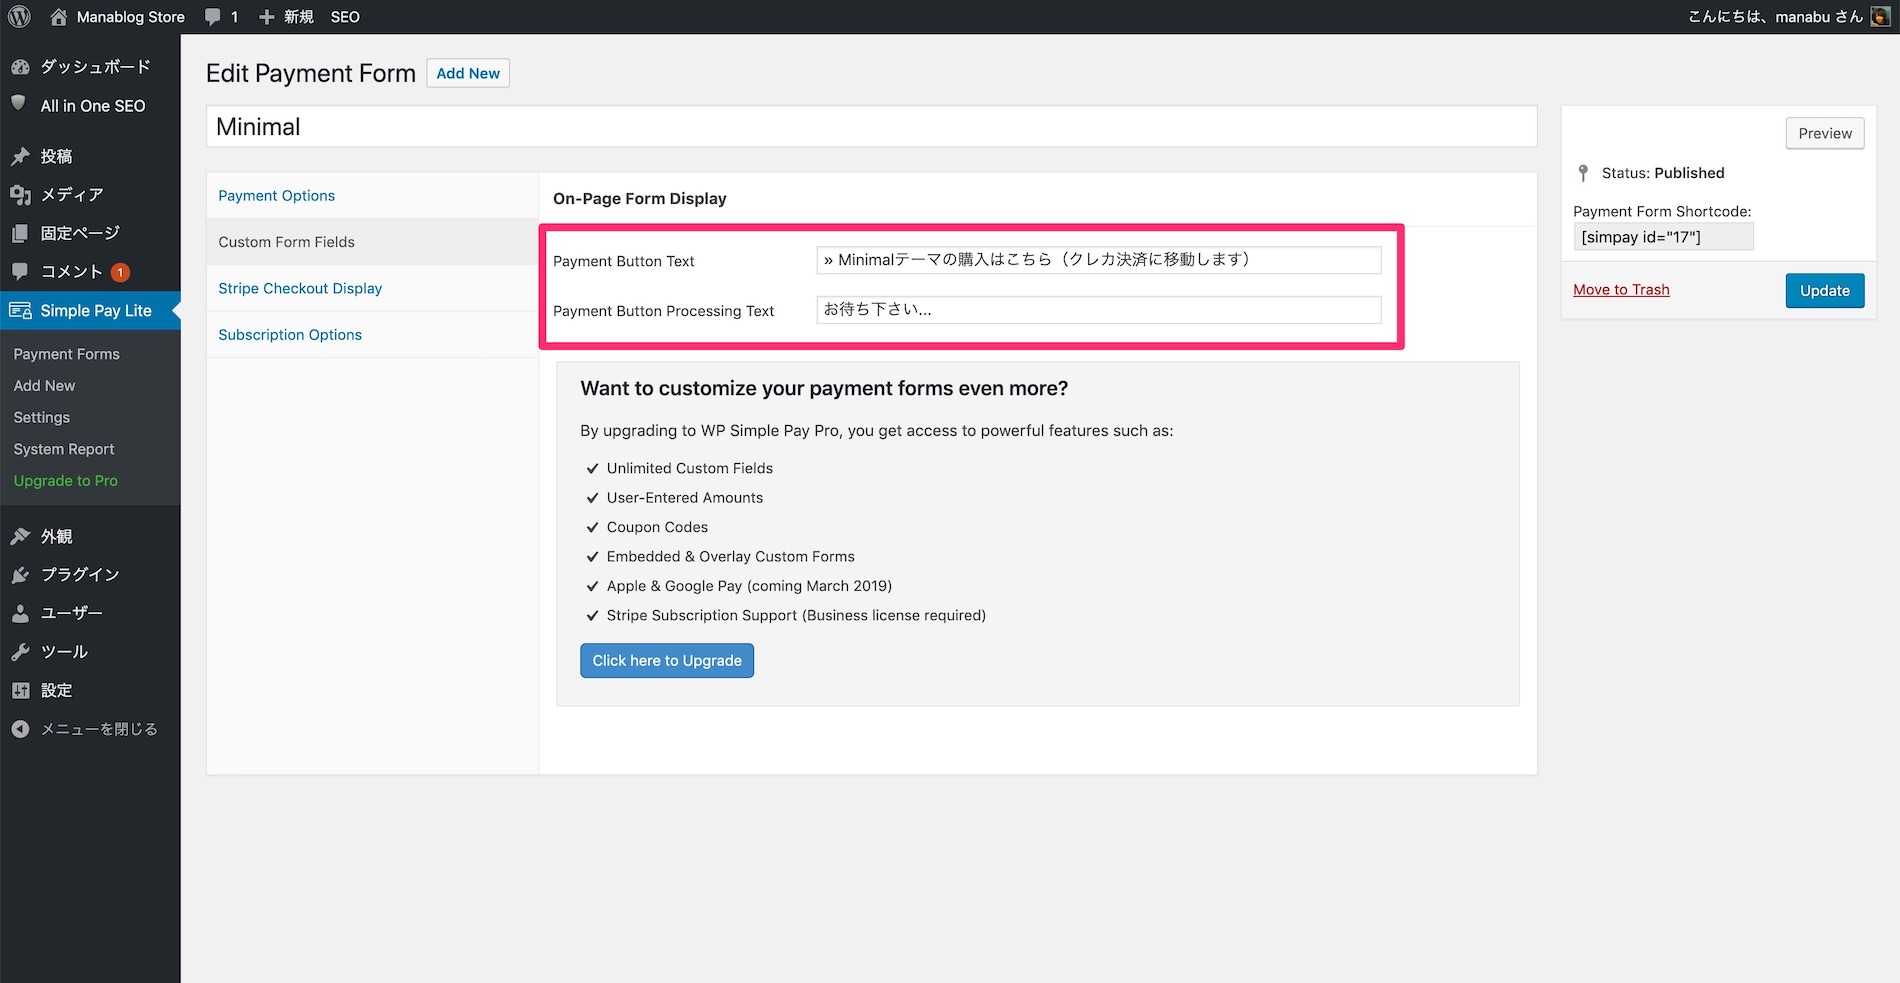 Manablog Store 1 新規 SEO こんにちは、manabu さん
ダッシュボード
All in One SEO
投稿
メディア
固定ページ
コメント 1
Simple Pay Lite
Payment Forms
Add New
Settings
System Report
Upgrade to Pro
外観
プラグイン
ユーザー
ツール
設定
メニューを閉じる
Edit Payment Form Add New
Minimal
Payment Options
Custom Form Fields
Stripe Checkout Display
Subscription Options
On-Page Form Display
Payment Button Text » Minimalテーマの購入はこちら（クレカ決済に移動します）
Payment Button Processing Text お待ち下さい...
Want to customize your payment forms even more?
By upgrading to WP Simple Pay Pro, you get access to powerful features such as:
Unlimited Custom Fields
User-Entered Amounts
Coupon Codes
Embedded & Overlay Custom Forms
Apple & Google Pay (coming March 2019)
Stripe Subscription Support (Business license required)
Click here to Upgrade
Preview
Status: Published
Payment Form Shortcode:
[simpay id="17"]
Move to Trash Update